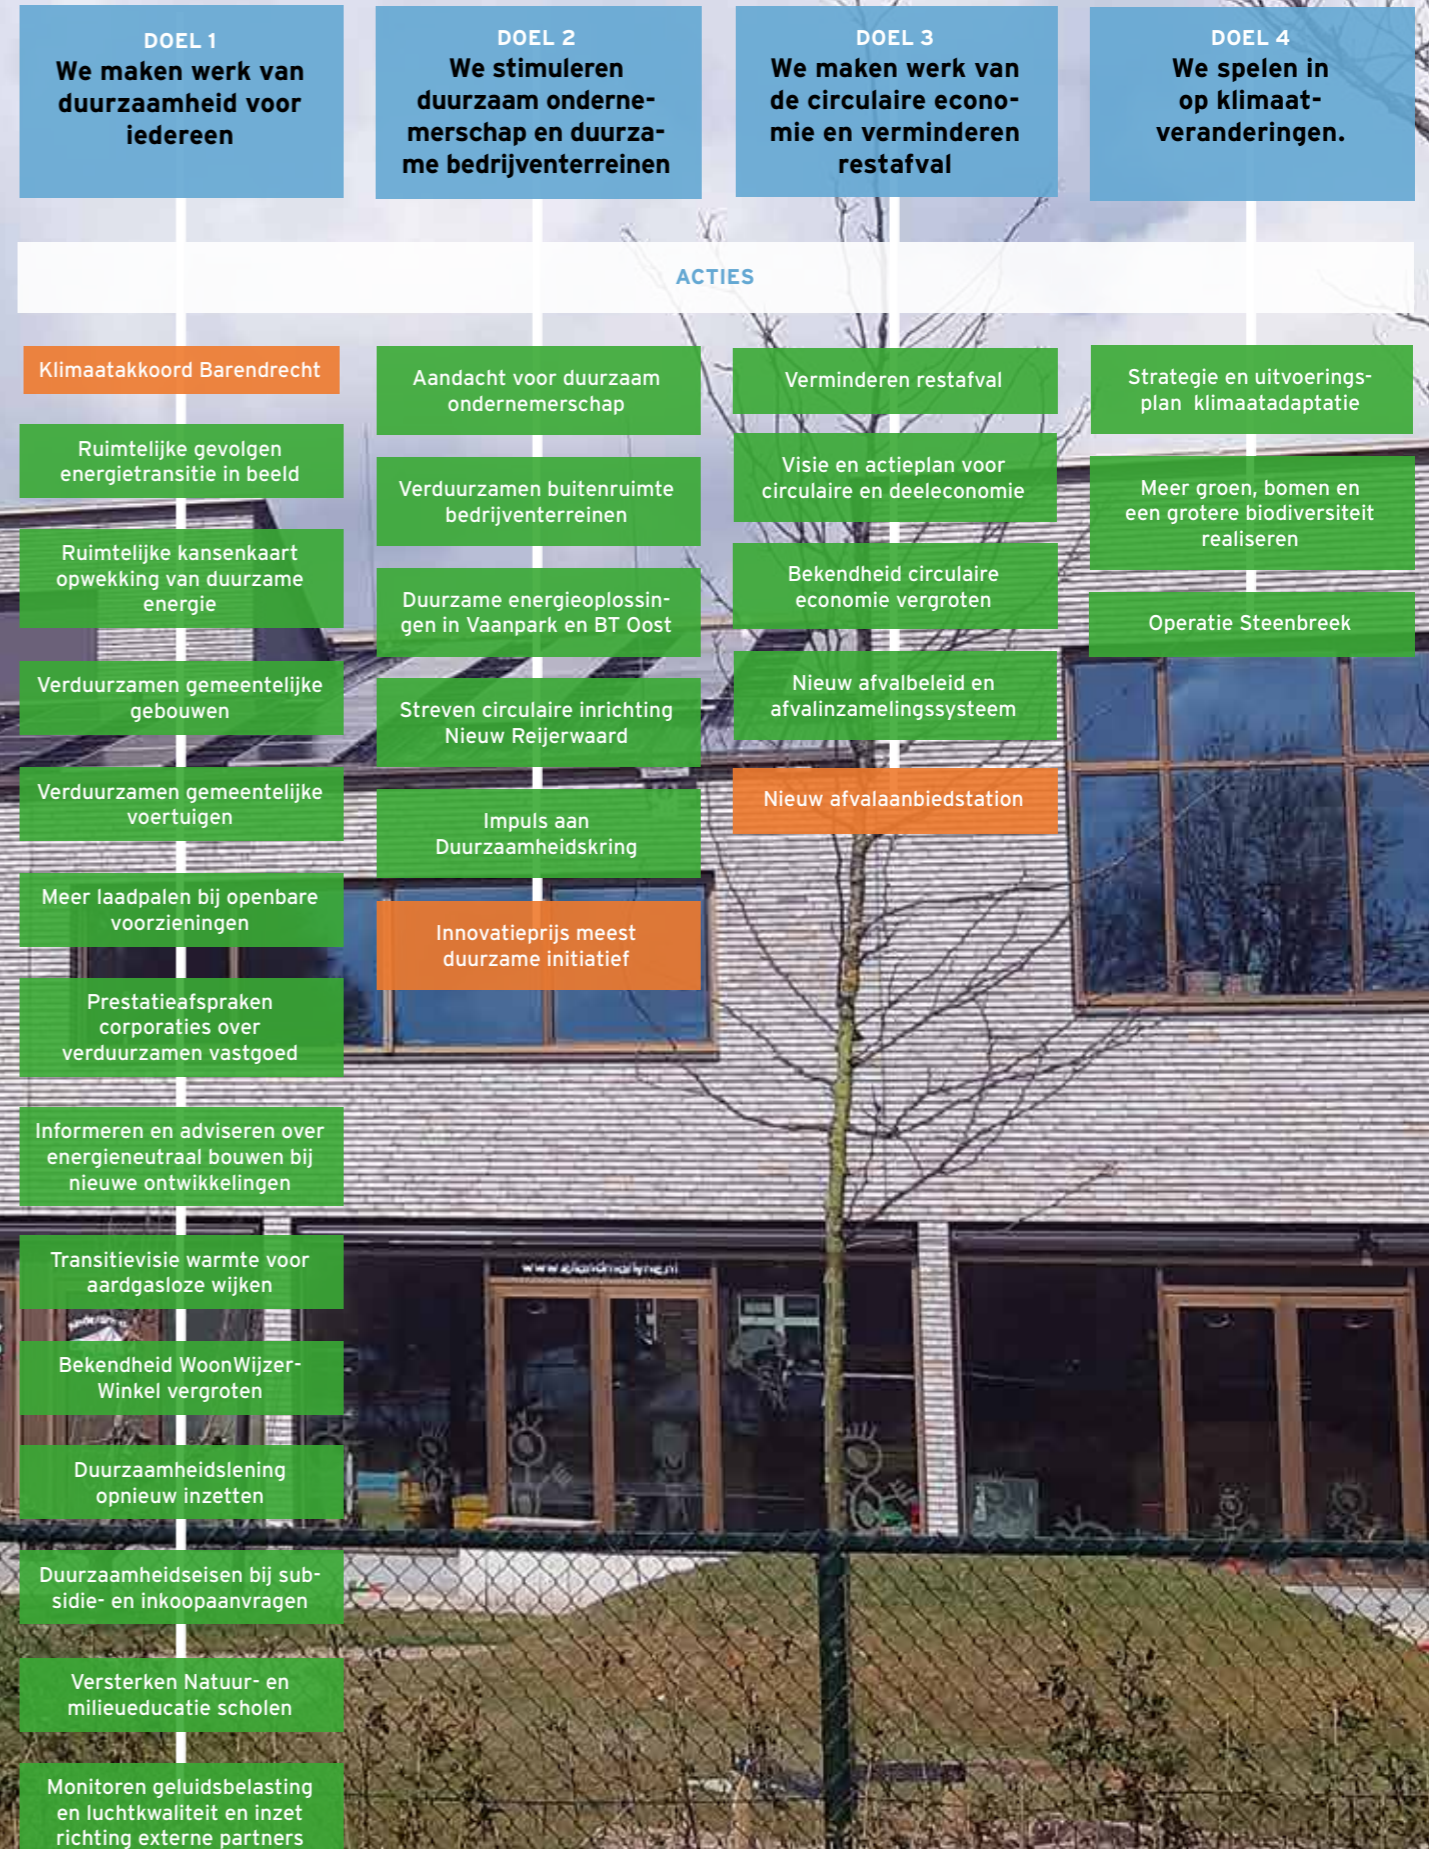 DOEL 1
We maken werk van
duurzaamheid voor
iedereen
DOEL 2
We stimuleren
duurzaam onderne-
merschap en duurza-
me bedrijventerreinen
DOEL 3
We maken werk van
de circulaire econo-
mie en verminderen
restafval
DOEL 4
We spelen in
op klimaat-
veranderingen.
ACTIES
Klimaatakkoord Barendrecht
Ruimtelijke gevolgen
energietransitie in beeld
Ruimtelijke kansenkaart
opwekking van duurzame
energie
Verduurzamen gemeentelijke
gebouwen
Verduurzamen gemeentelijke
voertuigen
Meer laadpalen bij openbare
voorzieningen
Prestatieafspraken
corporaties over
verduurzamen vastgoed
Informeren en adviseren over
energieneutraal bouwen bij
nieuwe ontwikkelingen
Transitievisie warmte voor
aardgasloze wijken
Bekendheid WoonWijzer-
Winkel vergroten
Duurzaamheidslening
opnieuw inzetten
Duurzaamheidseisen bij sub-
sidie- en inkoopaanvragen
Versterken Natuur- en
milieueducatie scholen
Monitoren geluidsbelasting
en luchtkwaliteit en inzet
richting externe partners
Aandacht voor duurzaam
ondernemerschap
Verduurzamen buitenruimte
bedrijventerreinen
Duurzame energieoplossin-
gen in Vaanpark en BT Oost
Streven circulaire inrichting
Nieuw Reijerwaard
Impuls aan
Duurzaamheidskring
Innovatieprijs meest
duurzame initiatief
Verminderen restafval
Visie en actieplan voor
circulaire en deeleconomie
Bekendheid circulaire
economie vergroten
Nieuw afvalbeleid en
afvalinzamelingssysteem
Nieuw afvalaanbiedstation
Strategie en uitvoerings-
plan klimaatadaptatie
Meer groen, bomen en
een grotere biodiversiteit
realiseren
Operatie Steenbreek